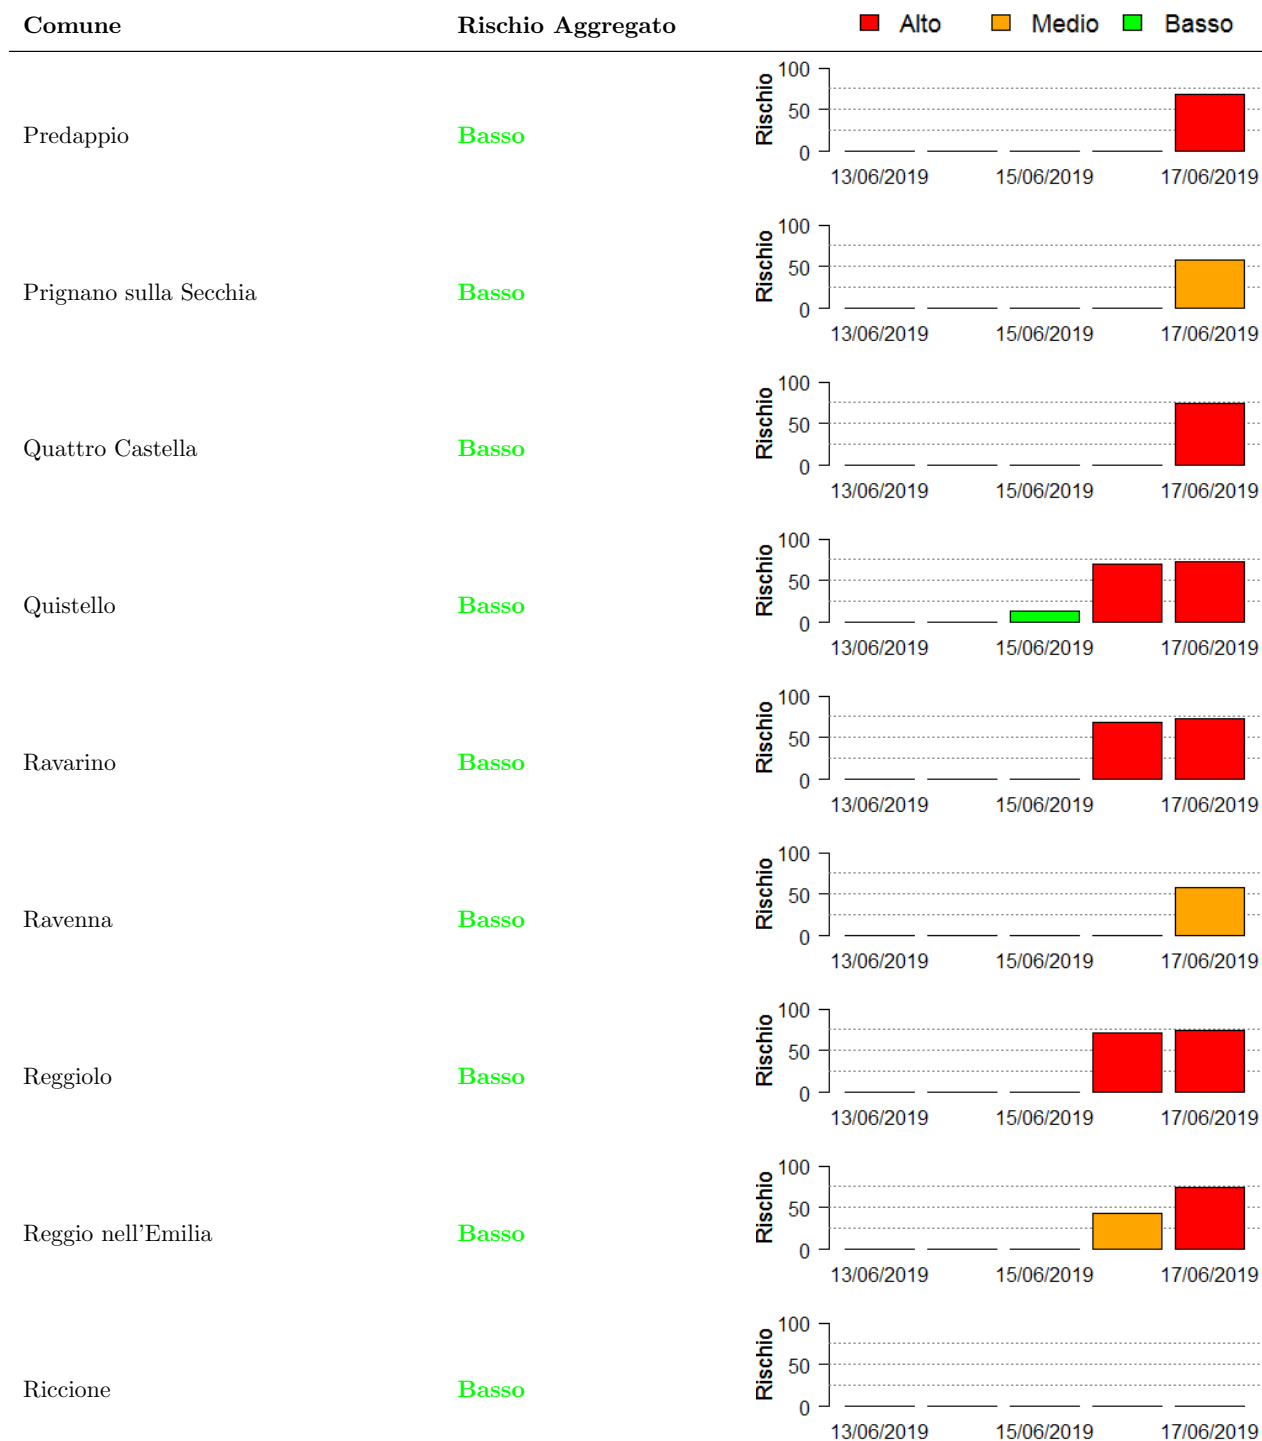 Comune Rischio Aggregato Alto Medio Basso
Predappio Basso Rischio 100 50 0
13/06/2019 15/06/2019 17/06/2019
Prignano sulla Secchia Basso Rischio 100 50 0
13/06/2019 15/06/2019 17/06/2019
Quattro Castella Basso Rischio 100 50 0
13/06/2019 15/06/2019 17/06/2019
Quistello Basso Rischio 100 50 0
13/06/2019 15/06/2019 17/06/2019
Ravarino Basso Rischio 100 50 0
13/06/2019 15/06/2019 17/06/2019
Ravenna Basso Rischio 100 50 0
13/06/2019 15/06/2019 17/06/2019
Reggiolo Basso Rischio 100 50 0
13/06/2019 15/06/2019 17/06/2019
Reggio nell'Emilia Basso Rischio 100 50 0
13/06/2019 15/06/2019 17/06/2019
Riccione Basso Rischio 100 50 0
13/06/2019 15/06/2019 17/06/2019